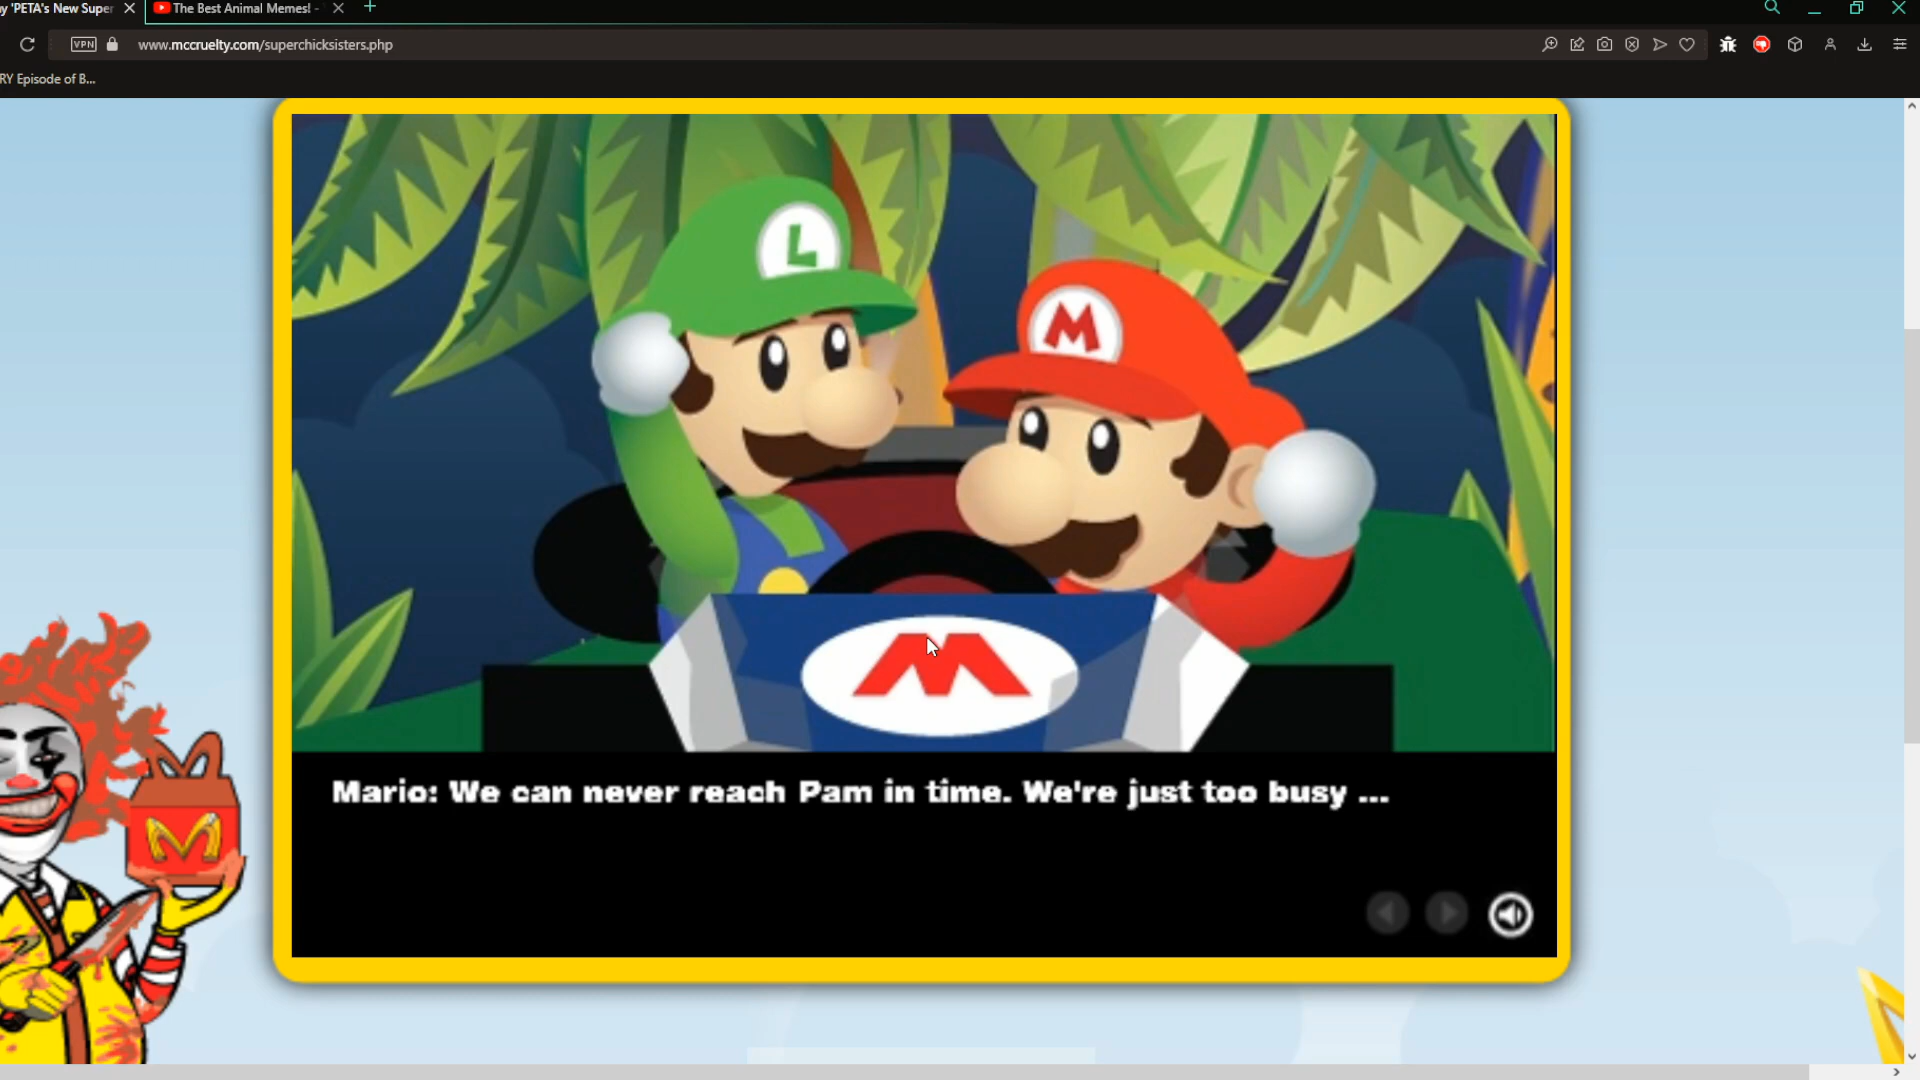 y 'PETA's New Super
The Best Animal Memes! -
VPN
www.mccruelty.com/superchicksisters.php
RY Episode of B...
L
M
M
Mario: We can never reach Pam in time. We're just too busy ...